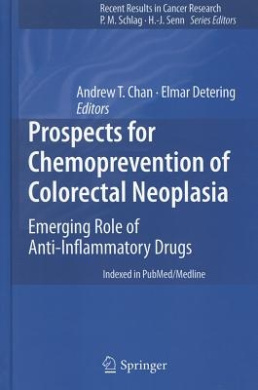 Recent Results in Cancer Research
P. M. Schlag · H.-J. Senn Series Editors
Andrew T. Chan · Elmar Detering
Editors
Prospects for
Chemoprevention of
Colorectal Neoplasia
Emerging Role of
Anti-Inflammatory Drugs
Indexed in PubMed/Medline
Springer